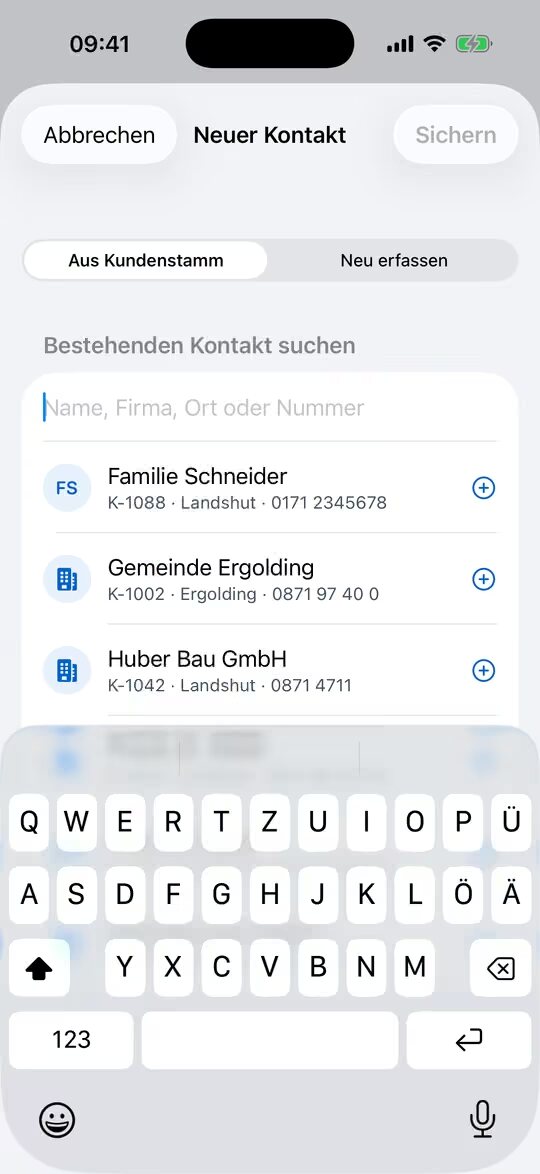 09:41
Abbrechen
Neuer Kontakt
Sichern
Aus Kundenstamm
Neu erfassen
Bestehenden Kontakt suchen
Name, Firma, Ort oder Nummer
FS
Familie Schneider
K-1088 · Landshut · 0171 2345678
Gemeinde Ergolding
K-1002 · Ergolding · 0871 97 40 0
Huber Bau GmbH
K-1042 · Landshut · 0871 4711
Q W E R T Z U I O P Ü
A S D F G H J K L Ö Ä
Y X C V B N M
123